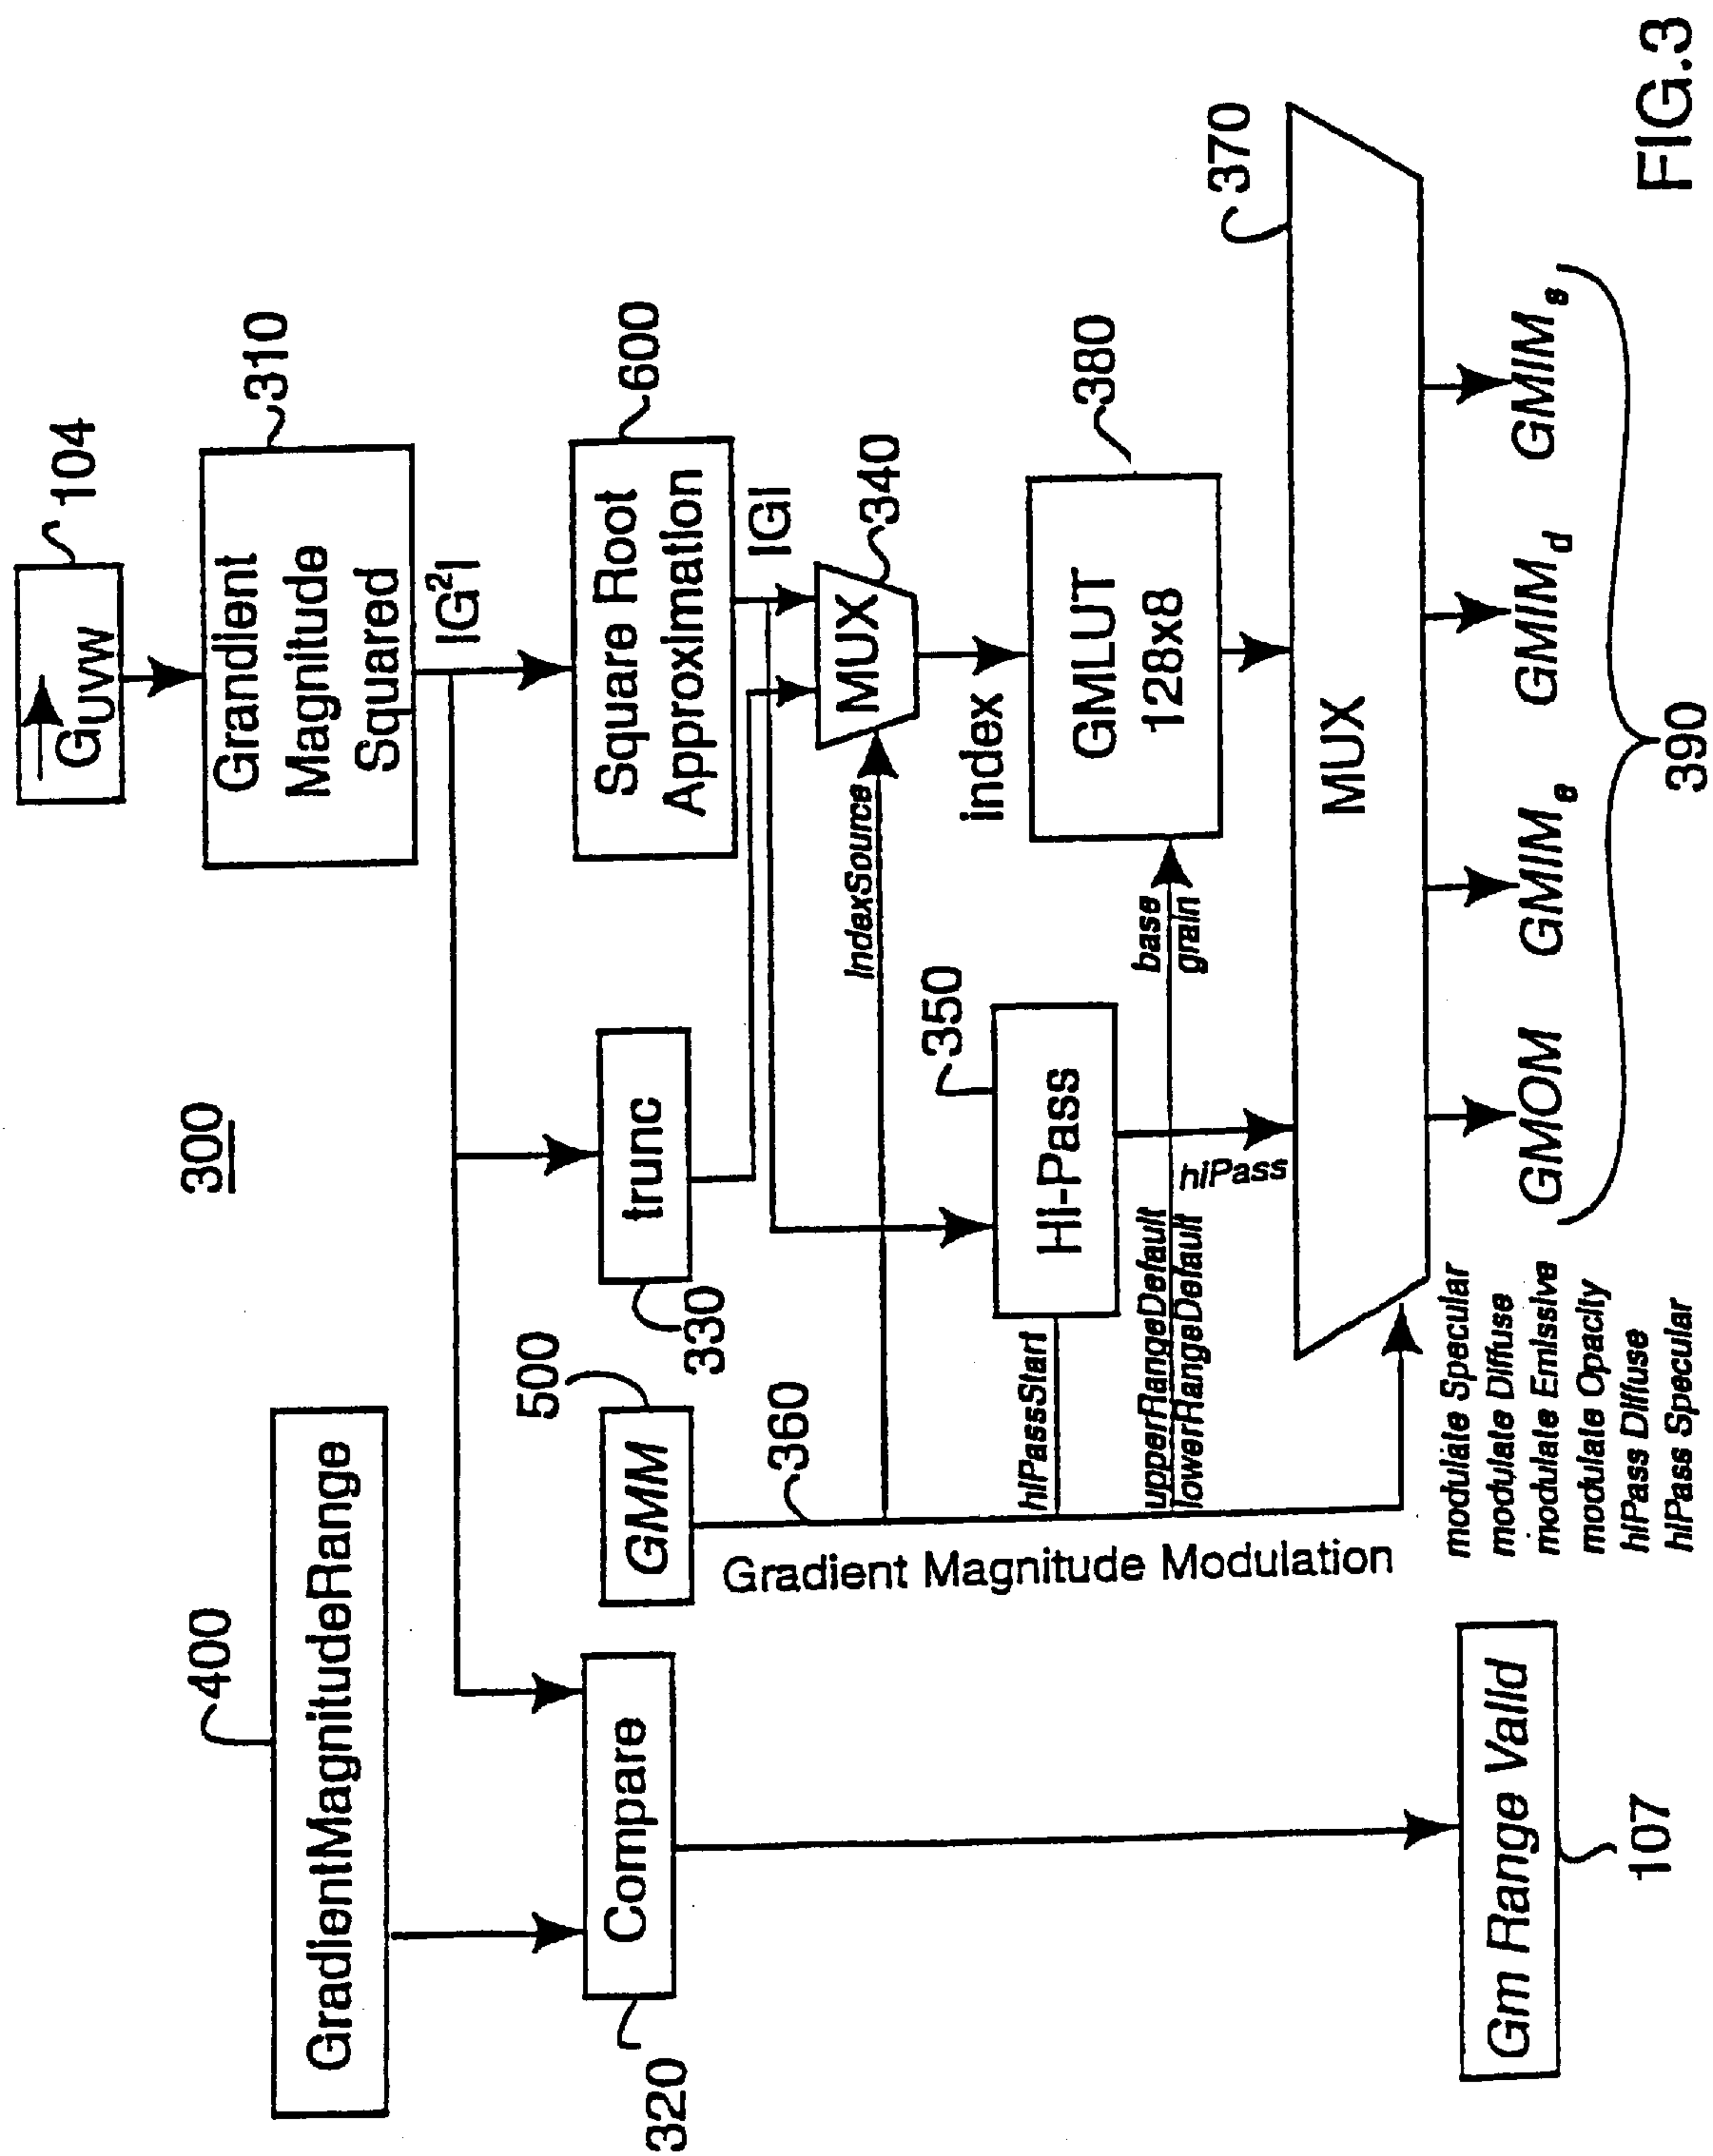 300
400
GradientMagnitudeRange
G
UVW
104
Grandient
Magnitude
Squared
310
IG²I
320
Compare
500
GMM
330
trunc
Square Root
Approximation
600
IGI
360
Gradient Magnitude Modulation
IndexSource
MUX
340
index
350
Hi-Pass
hiPassStart
hiPass
upperRangeDefault
lowerRangeDefault
base
grain
GMLUT
128x8
380
MUX
370
modulate Specular
modulate Diffuse
modulate Emissive
modulate Opacity
hiPass Diffuse
hiPass Specular
GMOM
GMIM e
GMIM d
GMIM s
390
Gm Range Valid
107
FIG.3